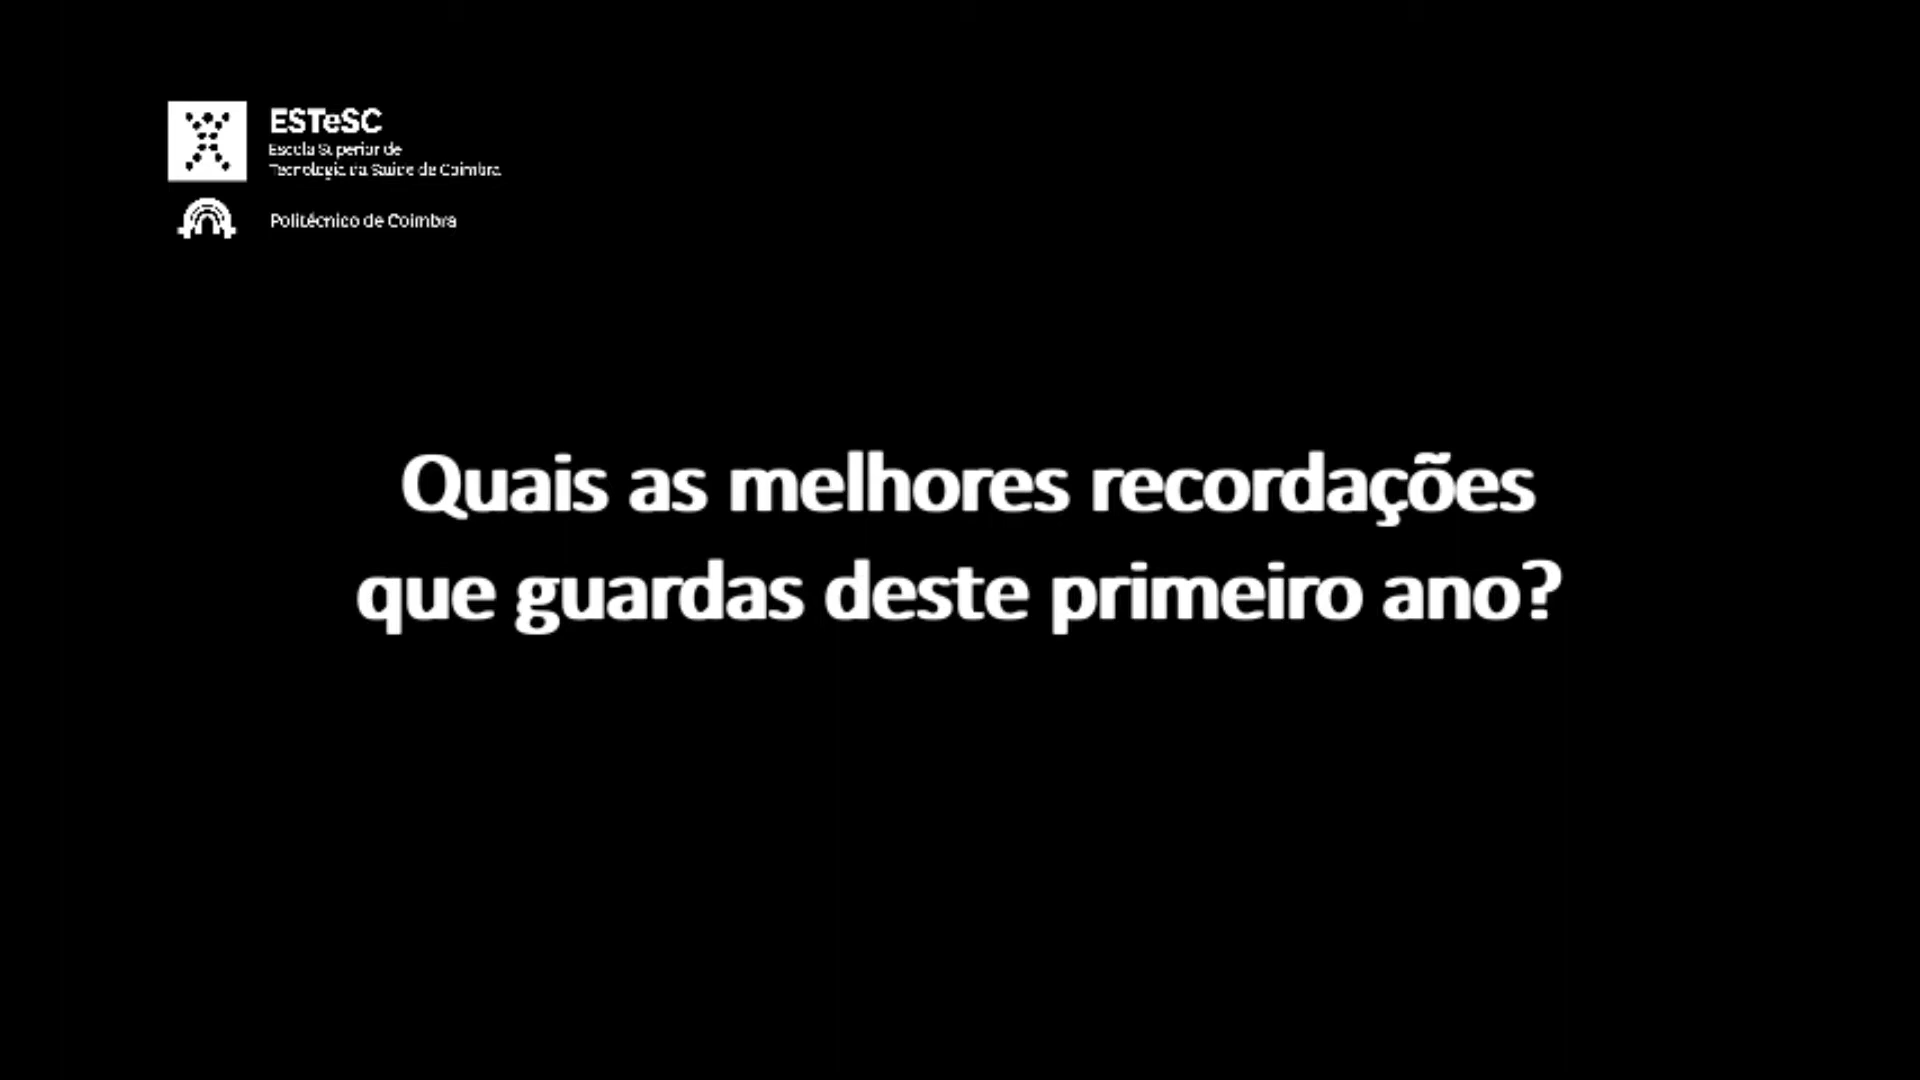 ESTeSC
Escola Superior de
Tecnologia da Saúde de Coimbra
Politécnico de Coimbra
Quais as melhores recordações
que guardas deste primeiro ano?